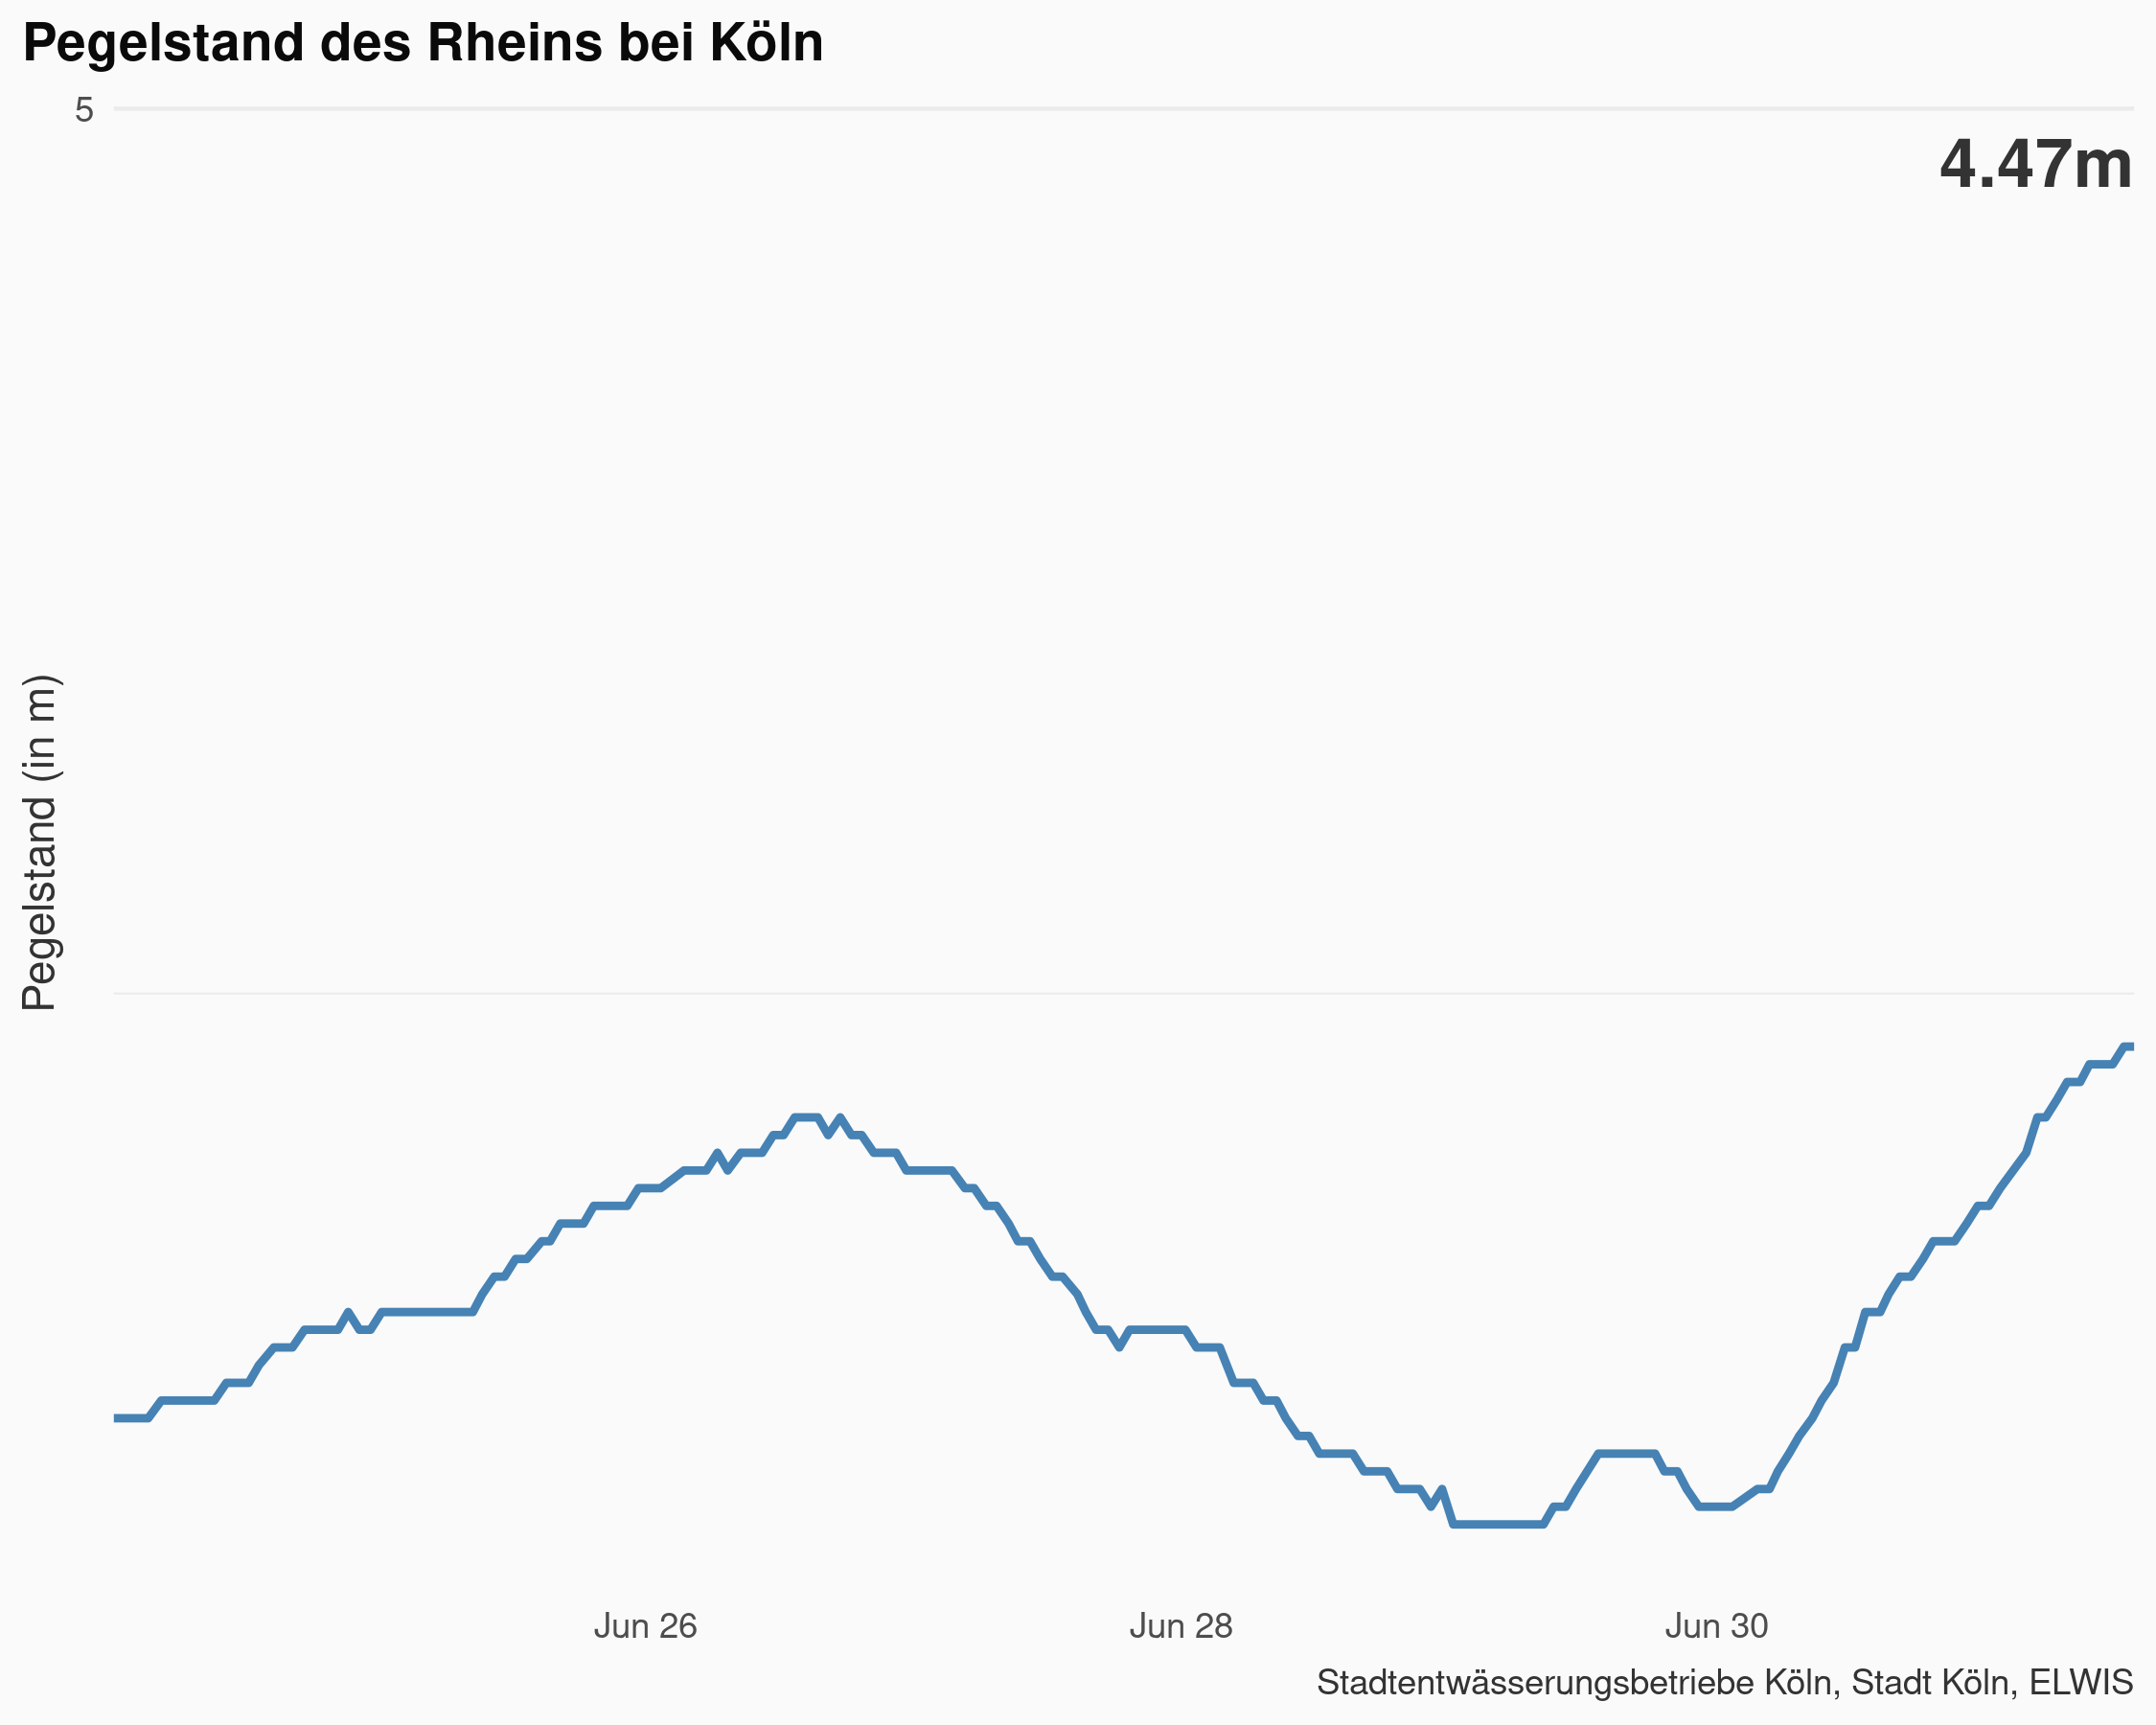 Pegelstand des Rheins bei Köln
5
4.47m
Pegelstand (in m)
Jun 26
Jun 28
Jun 30
Stadtentwässerungsbetriebe Köln, Stadt Köln, ELWIS